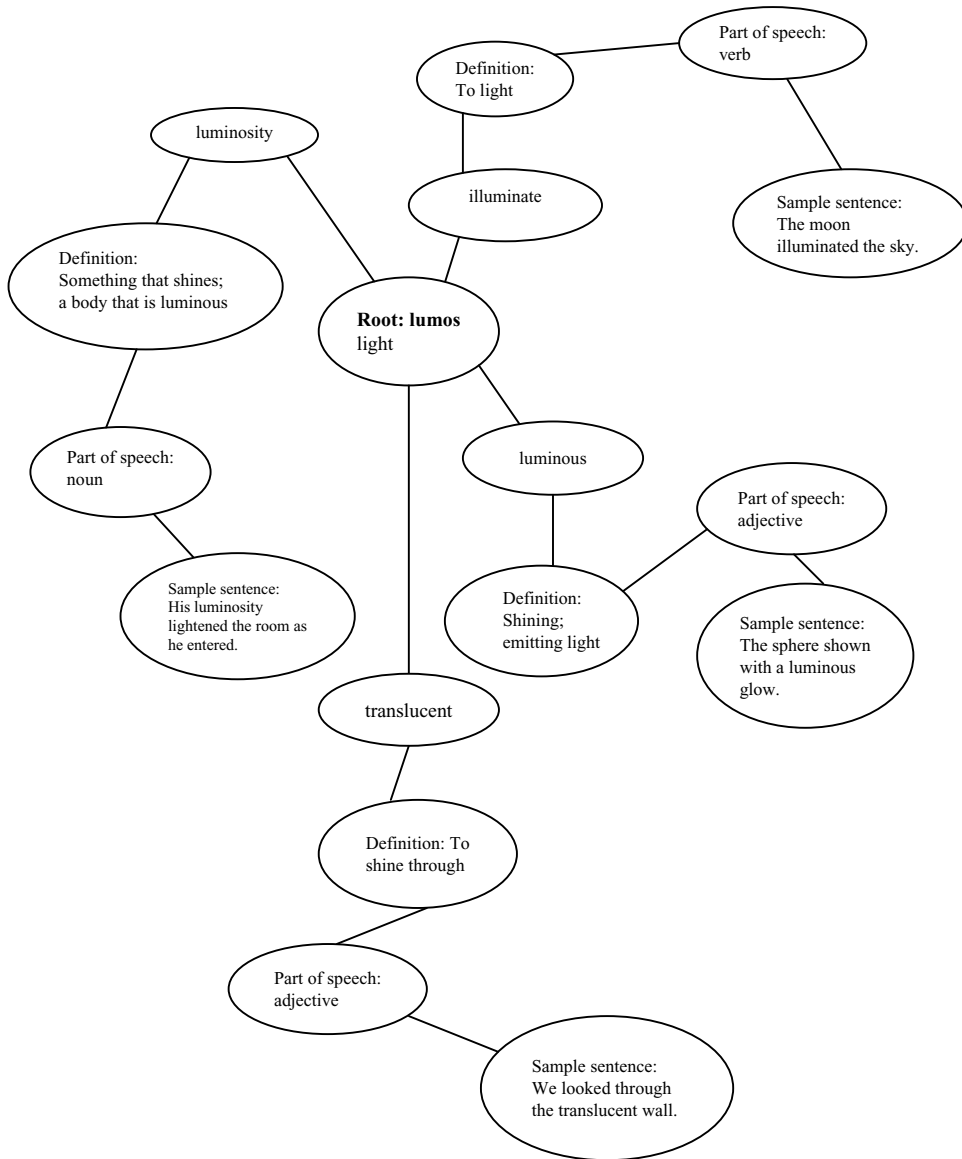 Part of speech:
verb
Definition:
To light
luminosity
illuminate
Sample sentence:
The moon
illuminated the sky.
Definition:
Something that shines;
a body that is luminous
Root: lumos
light
Part of speech:
noun
luminous
Part of speech:
adjective
Sample sentence:
His luminosity
lightened the room as
he entered.
Definition:
Shining;
emitting light
Sample sentence:
The sphere shown
with a luminous
glow.
translucent
Definition: To
shine through
Part of speech:
adjective
Sample sentence:
We looked through
the translucent wall.